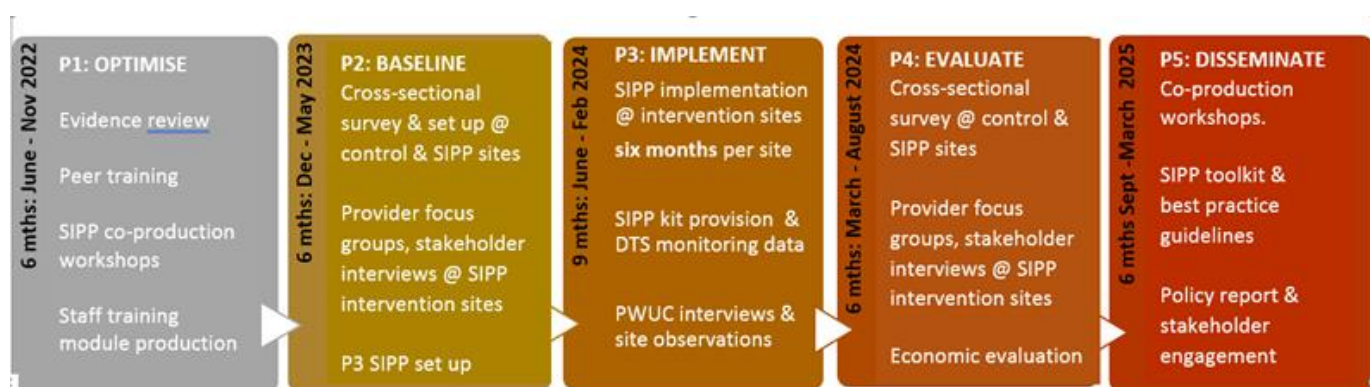 6 mths: June - Nov 2022
P1: OPTIMISE
Evidence review
Peer training
SIPP co-production
workshops
Staff training
module production
6 mths: Dec - May 2023
P2: BASELINE
Cross-sectional
survey & set up @
control & SIPP sites
Provider focus
groups, stakeholder
interviews @ SIPP
intervention sites
P3 SIPP set up
9 mths: June - Feb 2024
P3: IMPLEMENT
SIPP implementation
@ intervention sites
six months per site
SIPP kit provision &
DTS monitoring data
PWUC interviews &
site observations
6 mths: March - August 2024
P4: EVALUATE
Cross-sectional
survey @ control &
SIPP sites
Provider focus
groups, stakeholder
interviews @ SIPP
intervention sites
Economic evaluation
6 mths Sept -March 2025
P5: DISSEMINATE
Co-production
workshops.
SIPP toolkit &
best practice
guidelines
Policy report &
stakeholder
engagement